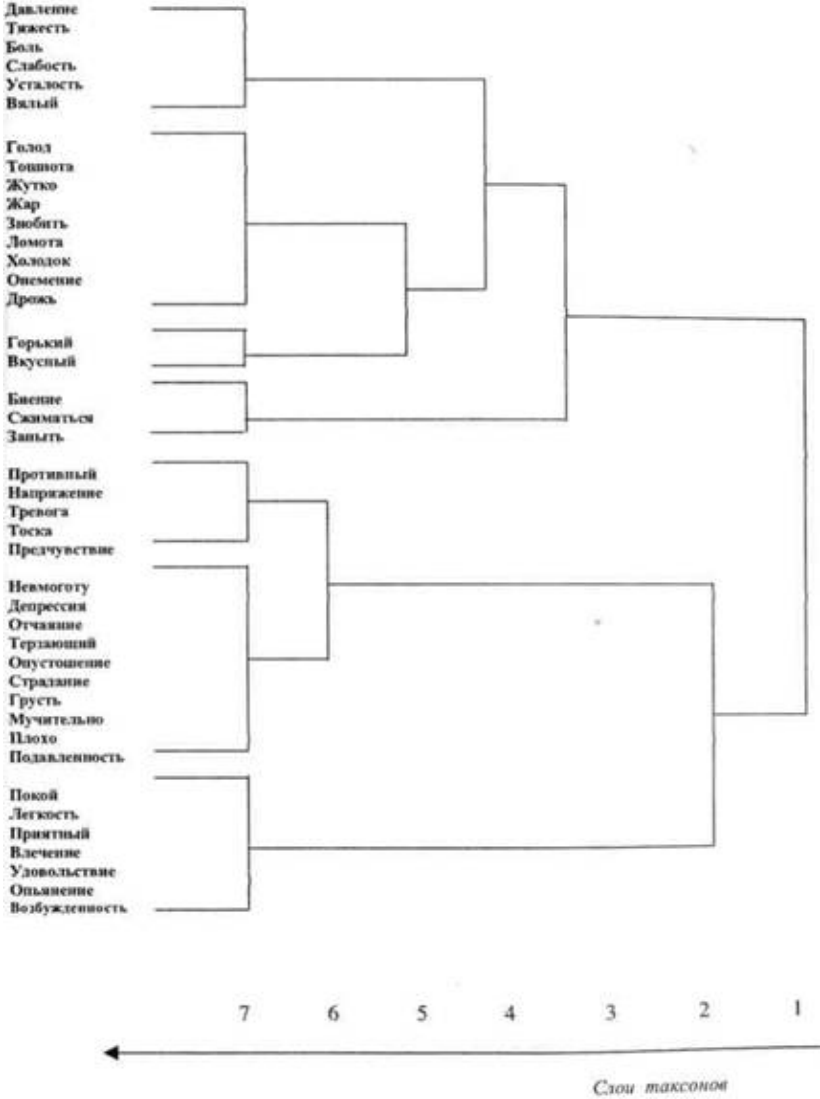 Давление
Тяжесть
Боль
Слабость
Усталость
Вялый
Голод
Тошнота
Жутко
Жар
Знобить
Ломота
Холодок
Онемение
Дрожь
Горький
Вкусный
Биение
Сжиматься
Заныть
Противный
Напряжение
Тревога
Тоска
Предчувствие
Невмоготу
Депрессия
Отчаяние
Терзающий
Опустошение
Страдание
Грусть
Мучительно
Плохо
Подавленность
Покой
Легкость
Приятный
Влечение
Удовольствие
Опьянение
Возбужденность
7 6 5 4 3 2 1
Слои таксонов